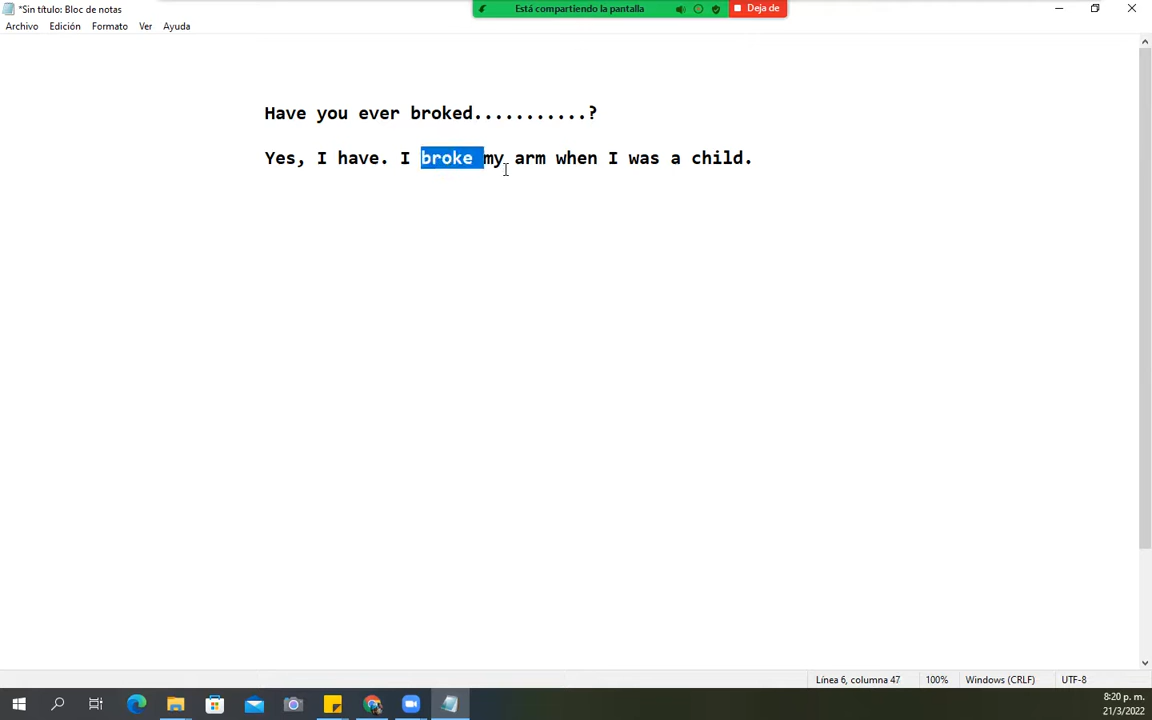 *Sin título: Bloc de notas
Está compartiendo la pantalla
Deja de
Archivo Edición Formato Ver Ayuda
Have you ever broked...........?
Yes, I have. I broke my arm when I was a child.
Línea 6, columna 47 100% Windows (CRLF) UTF-8
8:20 p. m.
21/3/2022